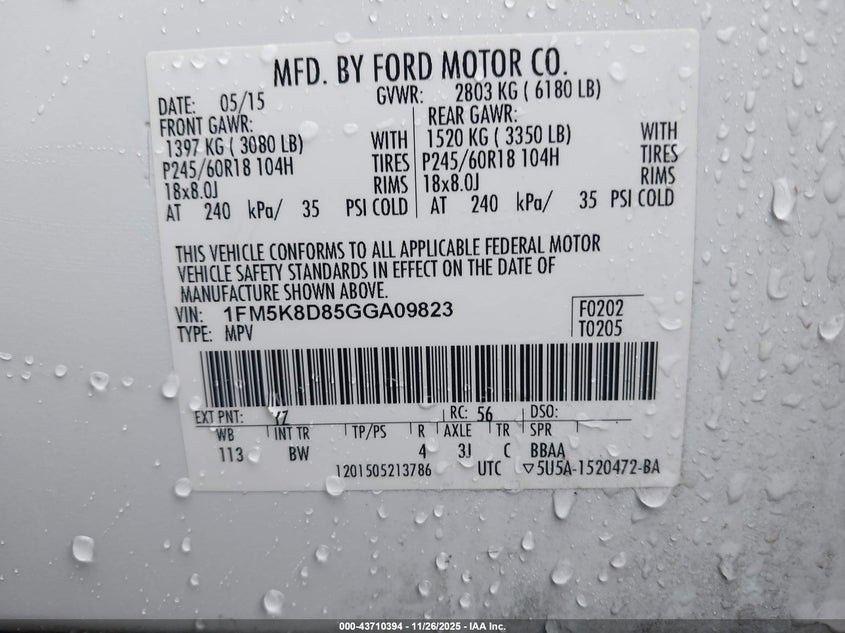 MFD. BY FORD MOTOR CO.
DATE: 05/15 GVWR: 2803 KG ( 6180 LB)
FRONT GAWR: REAR GAWR:
1397 KG ( 3080 LB) WITH 1520 KG ( 3350 LB) WITH
P245/60R18 104H TIRES P245/60R18 104H TIRES
18x8.0J RIMS 18x8.0J RIMS
AT 240 kPa/ 35 PSI COLD AT 240 kPa/ 35 PSI COLD
THIS VEHICLE CONFORMS TO ALL APPLICABLE FEDERAL MOTOR
VEHICLE SAFETY STANDARDS IN EFFECT ON THE DATE OF
MANUFACTURE SHOWN ABOVE.
VIN: 1FM5K8D85GGA09823 F0202
TYPE: MPV T0205
EXT PNT: RC: 56 DSO:
WB INT TR TP/PS R AXLE TR SPR
113 BW 4 3J C BBAA
1201505213786 UTC ▽5U5A-1520472-BA
000-43710394 - 11/26/2025 - IAA Inc.